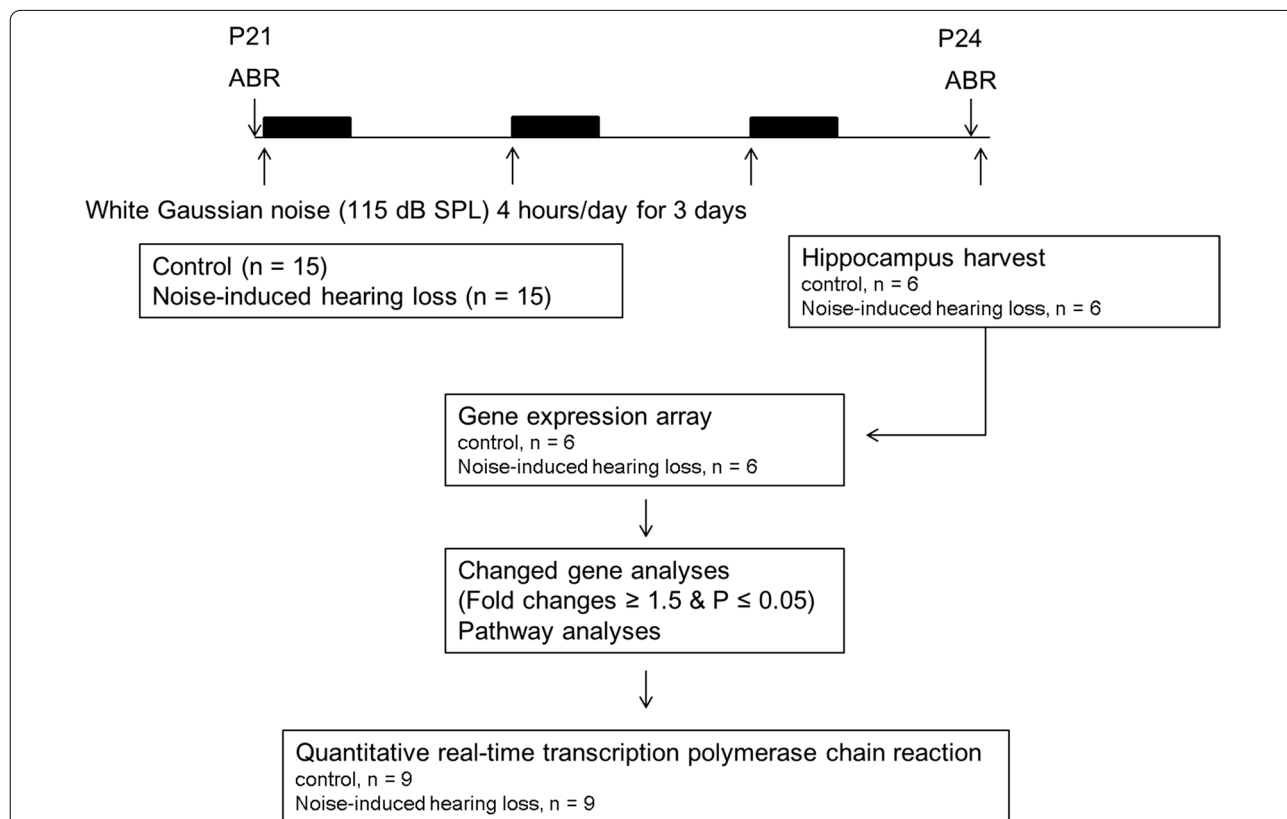 P21
ABR
P24
ABR
White Gaussian noise (115 dB SPL) 4 hours/day for 3 days
Control (n = 15)
Noise-induced hearing loss (n = 15)
Hippocampus harvest
control, n = 6
Noise-induced hearing loss, n = 6
Gene expression array
control, n = 6
Noise-induced hearing loss, n = 6
Changed gene analyses
(Fold changes ≥ 1.5 & P ≤ 0.05)
Pathway analyses
Quantitative real-time transcription polymerase chain reaction
control, n = 9
Noise-induced hearing loss, n = 9